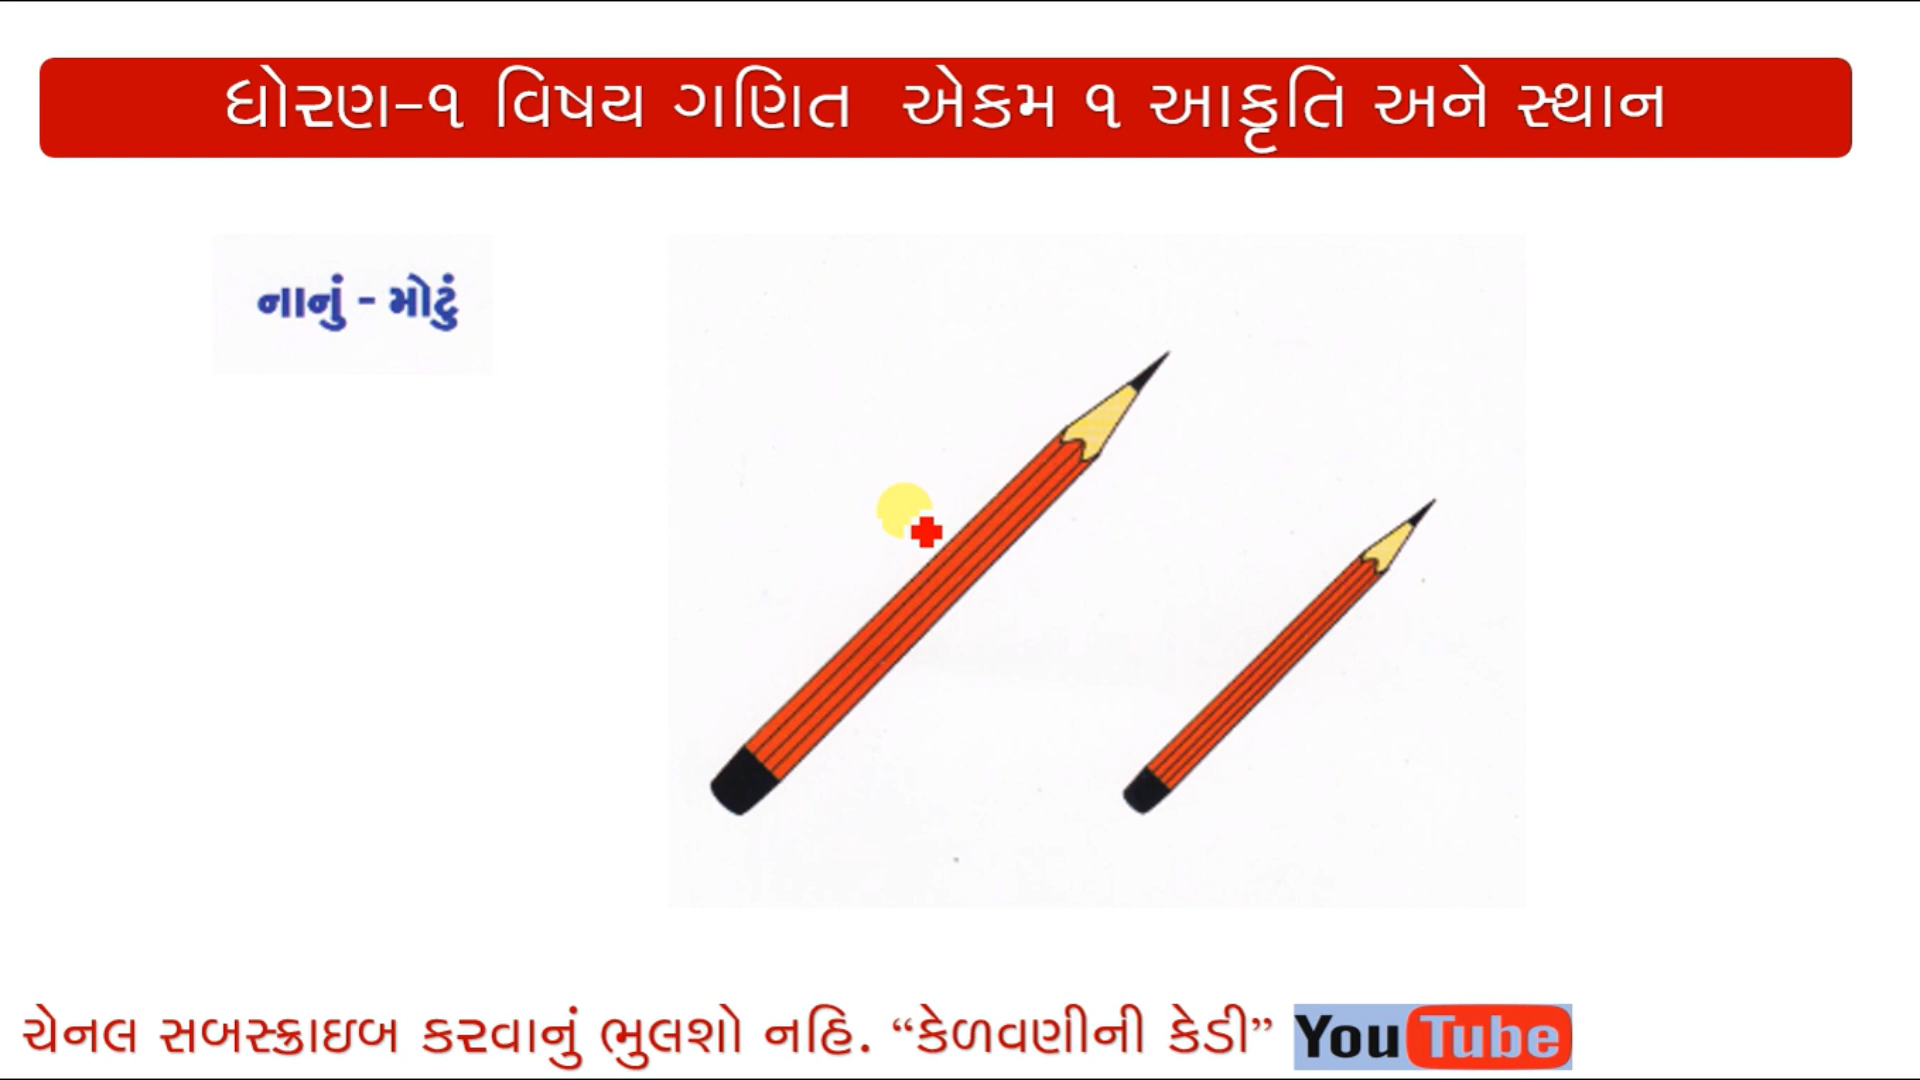 ધોરણ-૧ વિષય ગણિત એકમ ૧ આકૃતિ અને સ્થાન
નાનું - મોટું
ચેનલ સબસ્ક્રાઇબ કરવાનું ભુલશો નહિ. “કેળવણીની કેડી” YouTube